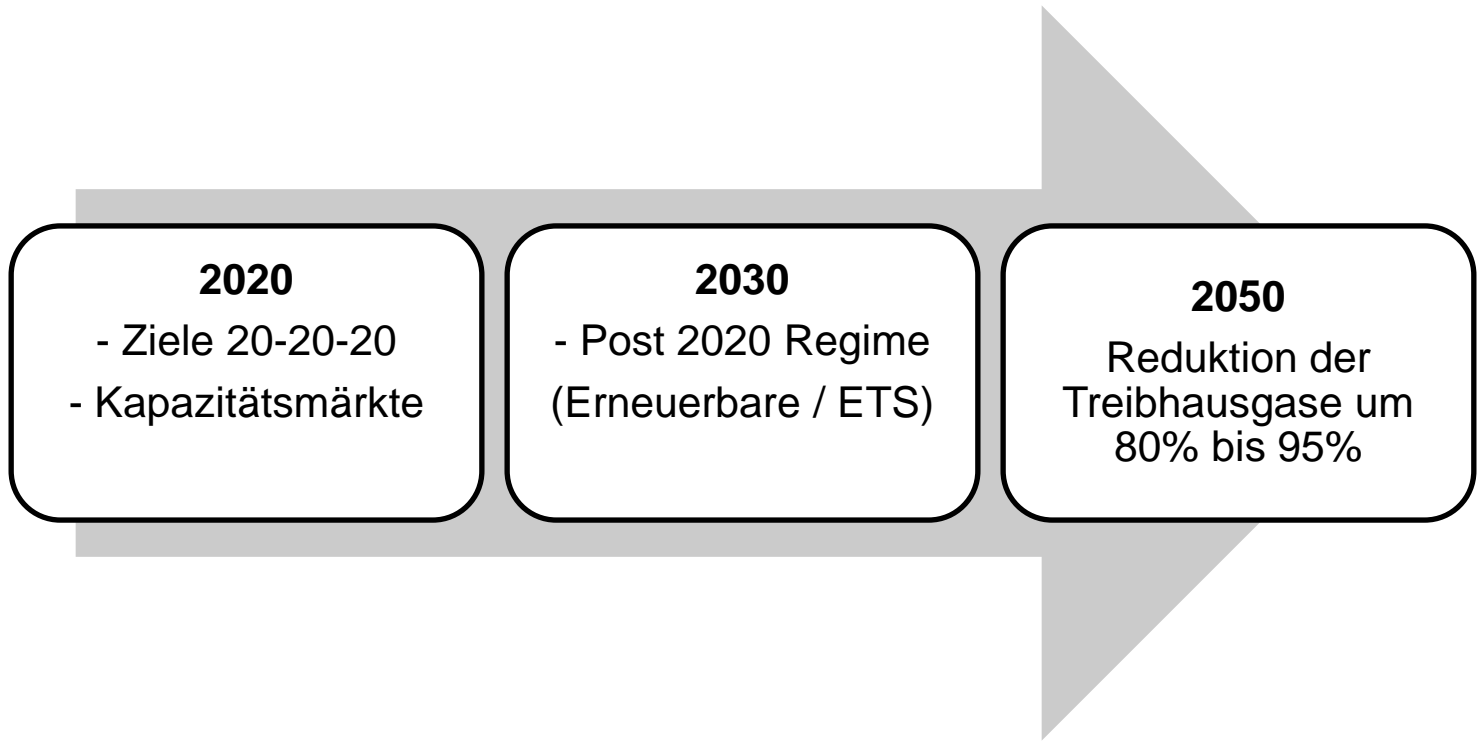 2020
- Ziele 20-20-20
- Kapazitätsmärkte
2030
- Post 2020 Regime
(Erneuerbare / ETS)
2050
Reduktion der
Treibhausgase um
80% bis 95%